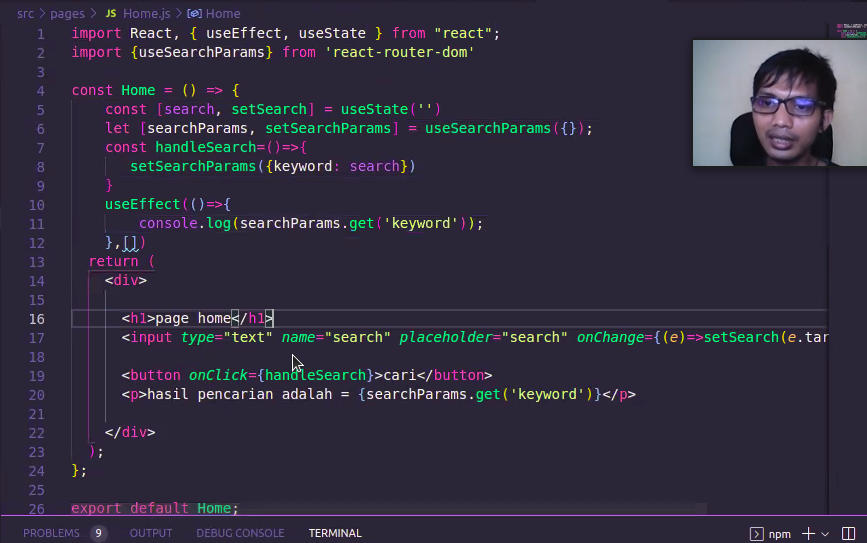 src > pages > JS Home.js > Home
1 import React, { useEffect, useState } from "react";
2 import {useSearchParams} from 'react-router-dom'
3
4 const Home = () => {
5 const [search, setSearch] = useState('')
6 let [searchParams, setSearchParams] = useSearchParams({});
7 const handleSearch=()=>{
8 setSearchParams({keyword: search})
9 }
10 useEffect(()=>{
11 console.log(searchParams.get('keyword'));
12 },[])
13 return (
14 <div>
15
16 <h1>page home</h1>
17 <input type="text" name="search" placeholder="search" onChange={(e)=>setSearch(e.tar
18
19 <button onClick={handleSearch}>cari</button>
20 <p>hasil pencarian adalah = {searchParams.get('keyword')}</p>
21
22 </div>
23 );
24 };
25
26 export default Home;
PROBLEMS 9 OUTPUT DEBUG CONSOLE TERMINAL npm